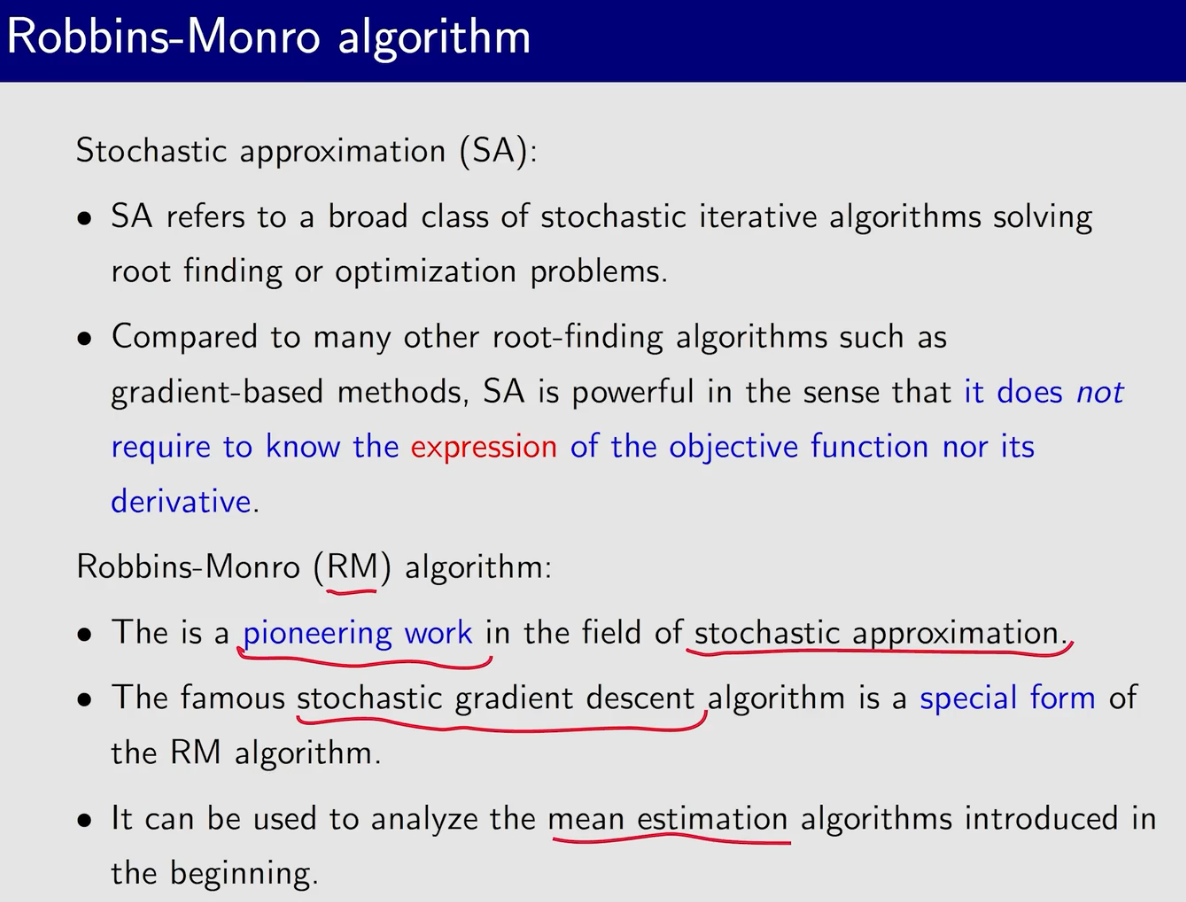 Robbins-Monro algorithm
Stochastic approximation (SA):
• SA refers to a broad class of stochastic iterative algorithms solving
root finding or optimization problems.
• Compared to many other root-finding algorithms such as
gradient-based methods, SA is powerful in the sense that it does not
require to know the expression of the objective function nor its
derivative.
Robbins-Monro (RM) algorithm:
• The is a pioneering work in the field of stochastic approximation.
• The famous stochastic gradient descent algorithm is a special form of
the RM algorithm.
• It can be used to analyze the mean estimation algorithms introduced in
the beginning.